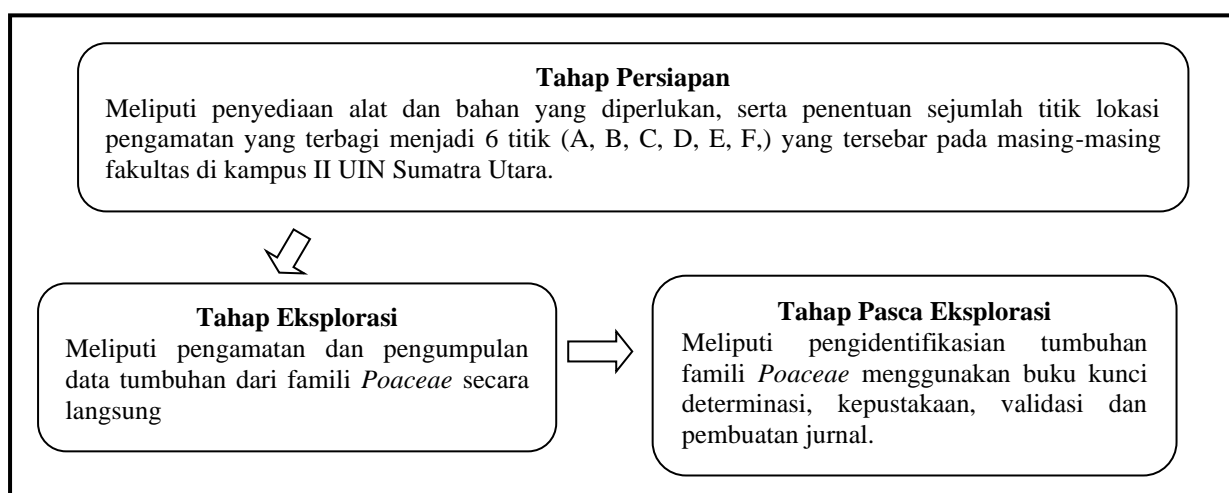 Tahap Persiapan
Meliputi penyediaan alat dan bahan yang diperlukan, serta penentuan sejumlah titik lokasi
pengamatan yang terbagi menjadi 6 titik (A, B, C, D, E, F,) yang tersebar pada masing-masing
fakultas di kampus II UIN Sumatra Utara.
Tahap Eksplorasi
Meliputi pengamatan dan pengumpulan
data tumbuhan dari famili Poaceae secara
langsung
Tahap Pasca Eksplorasi
Meliputi pengidentifikasian tumbuhan
famili Poaceae menggunakan buku kunci
determinasi, kepustakaan, validasi dan
pembuatan jurnal.